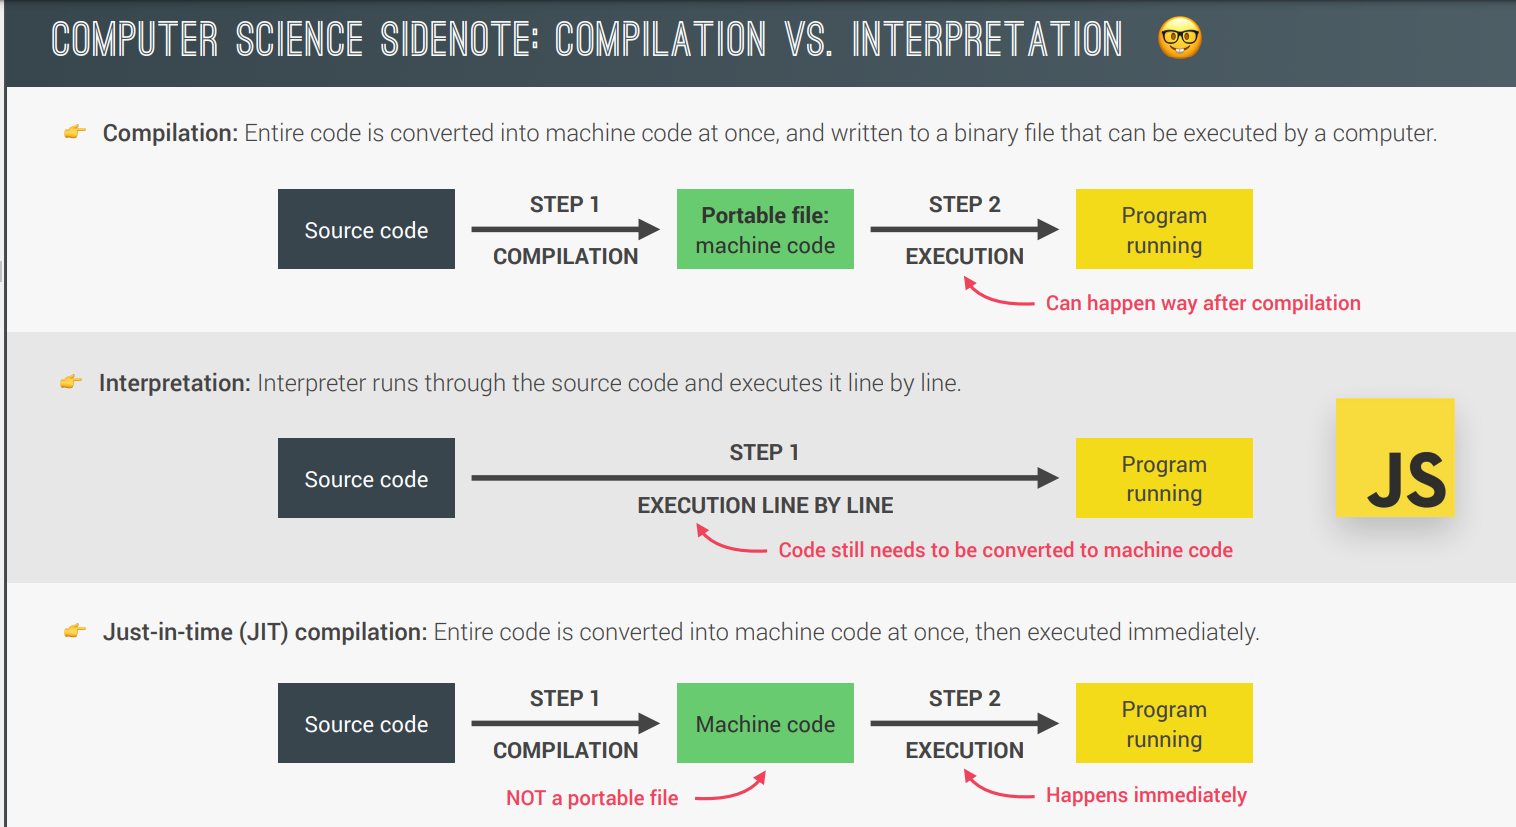 COMPUTER SCIENCE SIDENOTE: COMPILATION VS. INTERPRETATION
Compilation: Entire code is converted into machine code at once, and written to a binary file that can be executed by a computer.
Source code
STEP 1
COMPILATION
Portable file:
machine code
STEP 2
EXECUTION
Program
running
Can happen way after compilation
Interpretation: Interpreter runs through the source code and executes it line by line.
Source code
STEP 1
EXECUTION LINE BY LINE
Program
running
Code still needs to be converted to machine code
JS
Just-in-time (JIT) compilation: Entire code is converted into machine code at once, then executed immediately.
Source code
STEP 1
COMPILATION
Machine code
STEP 2
EXECUTION
Program
running
NOT a portable file
Happens immediately